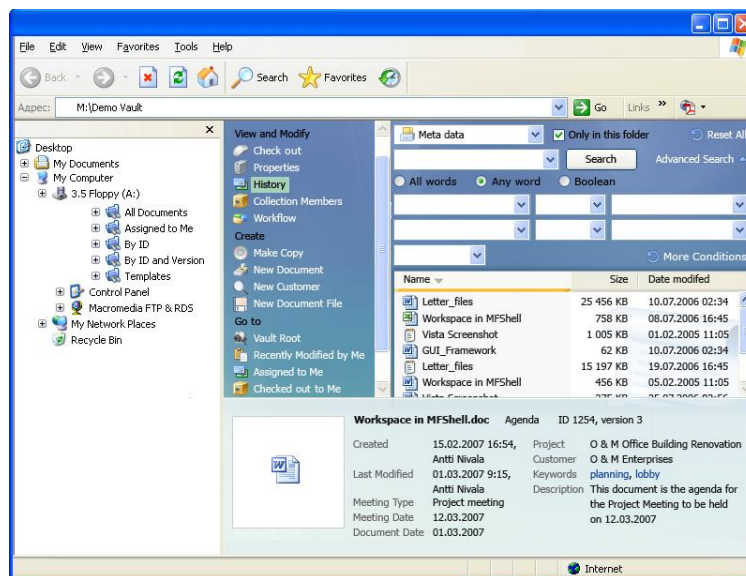 File Edit View Favorites Tools Help
Back Search Favorites
Адрес: M:\Demo Vault Go Links »
Desktop
My Documents
My Computer
3.5 Floppy (A:)
All Documents
Assigned to Me
By ID
By ID and Version
Templates
Control Panel
Macromedia FTP & RDS
My Network Places
Recycle Bin
View and Modify
Check out
Properties
History
Collection Members
Workflow
Create
Make Copy
New Document
New Customer
New Document File
Go to
Vault Root
Recently Modified by Me
Assigned to Me
Checked out to Me
Meta data Only in this folder Reset All
Search Advanced Search
All words Any word Boolean
More Conditions
Name Size Date modifed
Letter_files 25 456 KB 10.07.2006 02:34
Workspace in MFShell 758 KB 08.07.2006 16:45
Vista Screenshot 1 005 KB 01.02.2005 11:05
GUI_Framework 62 KB 10.07.2006 02:34
Letter_files 15 197 KB 19.07.2006 16:45
Workspace in MFShell 456 KB 05.02.2005 11:05
Workspace in MFShell.doc Agenda ID 1254, version 3
Created 15.02.2007 16:54, Project O & M Office Building Renovation
Antti Nivala Customer O & M Enterprises
Last Modified 01.03.2007 9:15, Keywords planning, lobby
Antti Nivala Description This document is the agenda for
Meeting Type Project meeting the Project Meeting to be held
Meeting Date 12.03.2007 on 12.03.2007
Document Date 01.03.2007
Internet